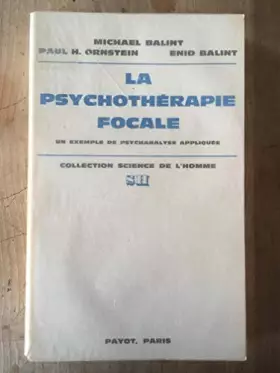 MICHAEL BALINT
PAUL H. ORNSTEIN ENID BALINT
LA
PSYCHOTHÉRAPIE
FOCALE
UN EXEMPLE DE PSYCHANALYSE APPLIQUÉE
COLLECTION SCIENCE DE L'HOMME
SH
PAYOT, PARIS